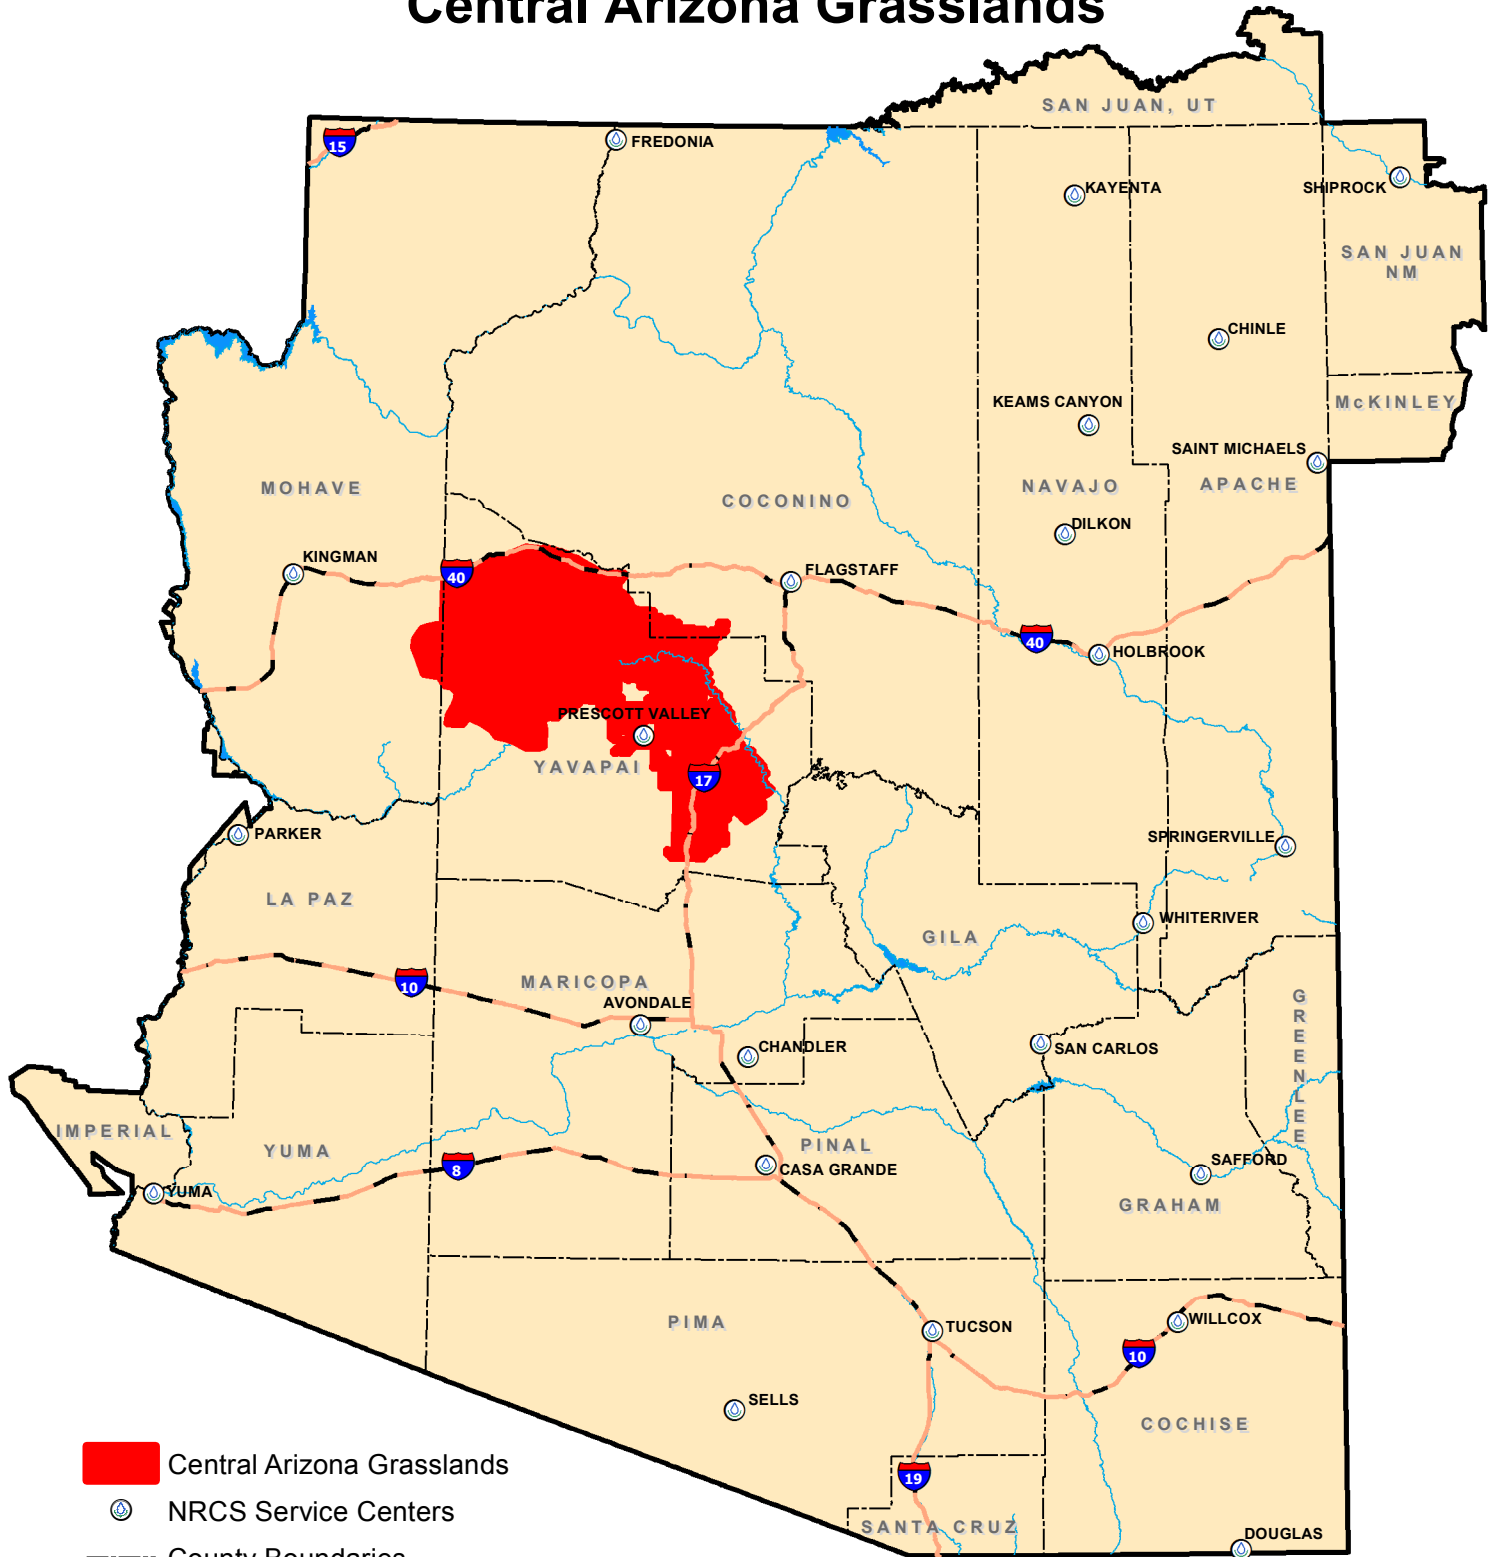 Central Arizona Grasslands
SAN JUAN, UT
15
FREDONIA
KAYENTA
SHIPROCK
SAN JUAN
NM
CHINLE
KEAMS CANYON
McKINLEY
SAINT MICHAELS
MOHAVE
COCONINO
NAVAJO
APACHE
DILKON
KINGMAN
40
FLAGSTAFF
40
HOLBROOK
PRESCOTT VALLEY
YAVAPAI
17
PARKER
SPRINGERVILLE
LA PAZ
WHITERIVER
GILA
MARICOPA
10
AVONDALE
GREENLEE
CHANDLER
SAN CARLOS
IMPERIAL
YUMA
PINAL
8
CASA GRANDE
SAFFORD
YUMA
GRAHAM
PIMA
TUCSON
WILLCOX
10
SELLS
COCHISE
Central Arizona Grasslands
19
NRCS Service Centers
SANTA CRUZ
DOUGLAS
County Boundaries